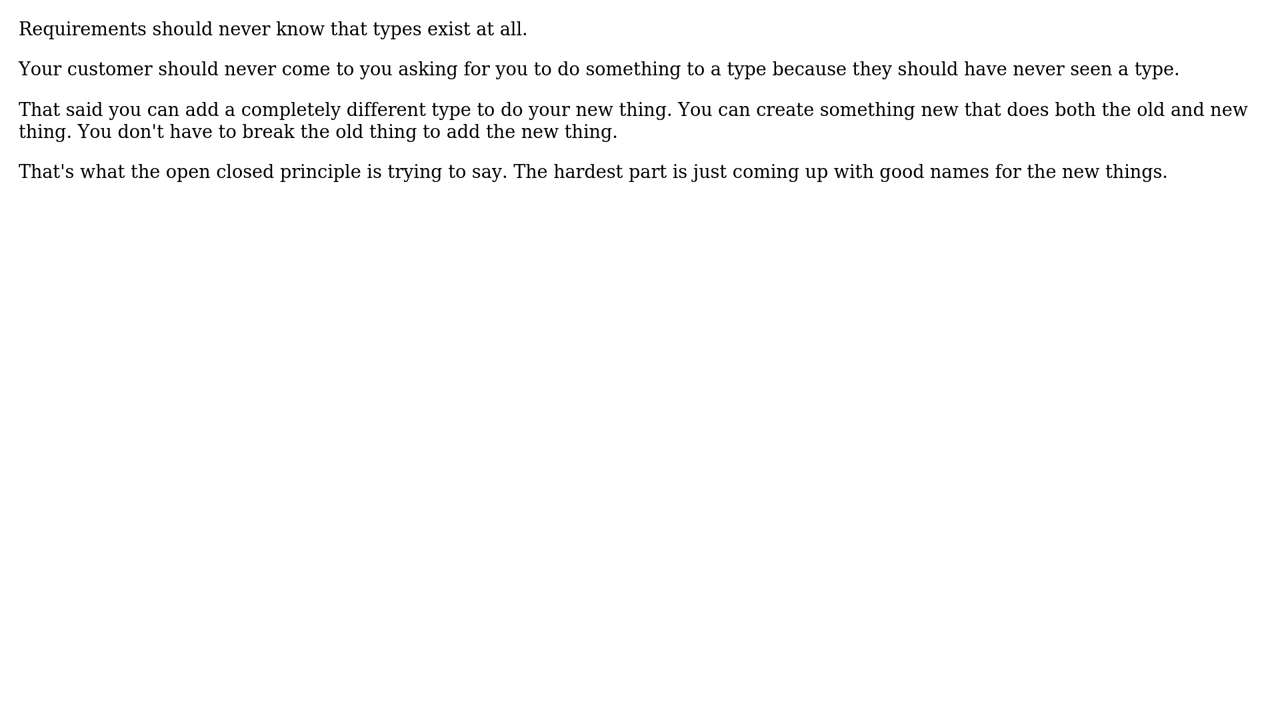 Requirements should never know that types exist at all.
Your customer should never come to you asking for you to do something to a type because they should have never seen a type.
That said you can add a completely different type to do your new thing. You can create something new that does both the old and new
thing. You don't have to break the old thing to add the new thing.
That's what the open closed principle is trying to say. The hardest part is just coming up with good names for the new things.